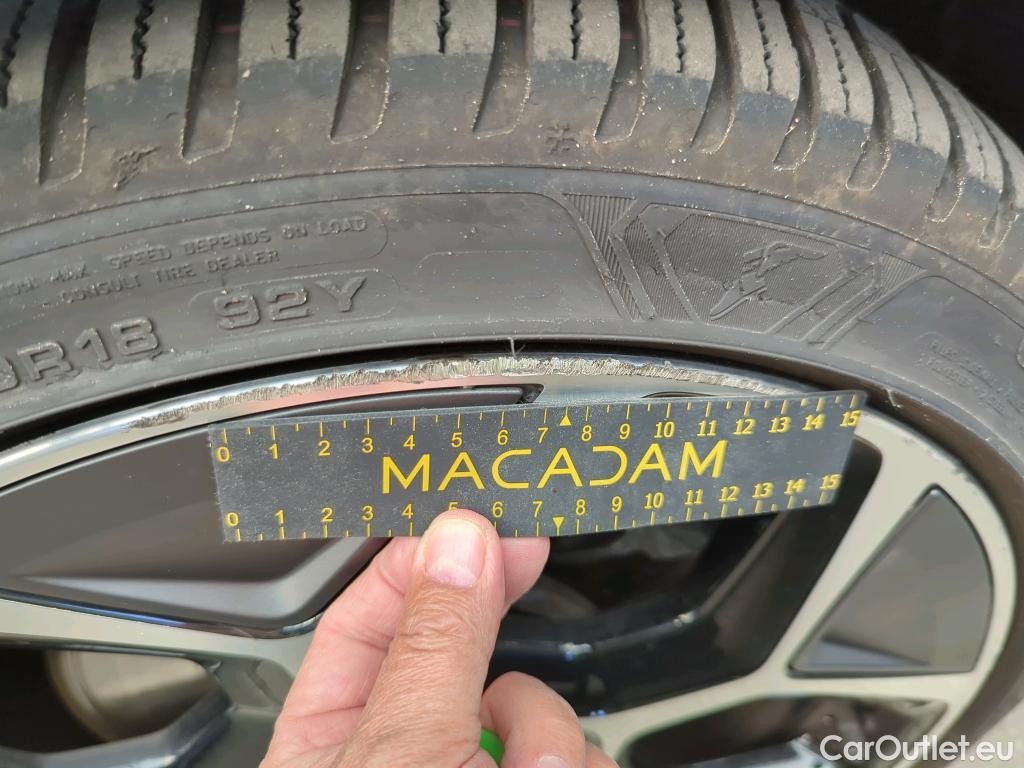 MAX SPEED DEPENDS ON LOAD
CONSULT TIRE DEALER
R18 92Y
0 1 2 3 4 5 6 7 8 9 10 11 12 13 14 15
MACADAM
0 1 2 3 4 5 6 7 8 9 10 11 12 13 14 15
CarOutlet.eu